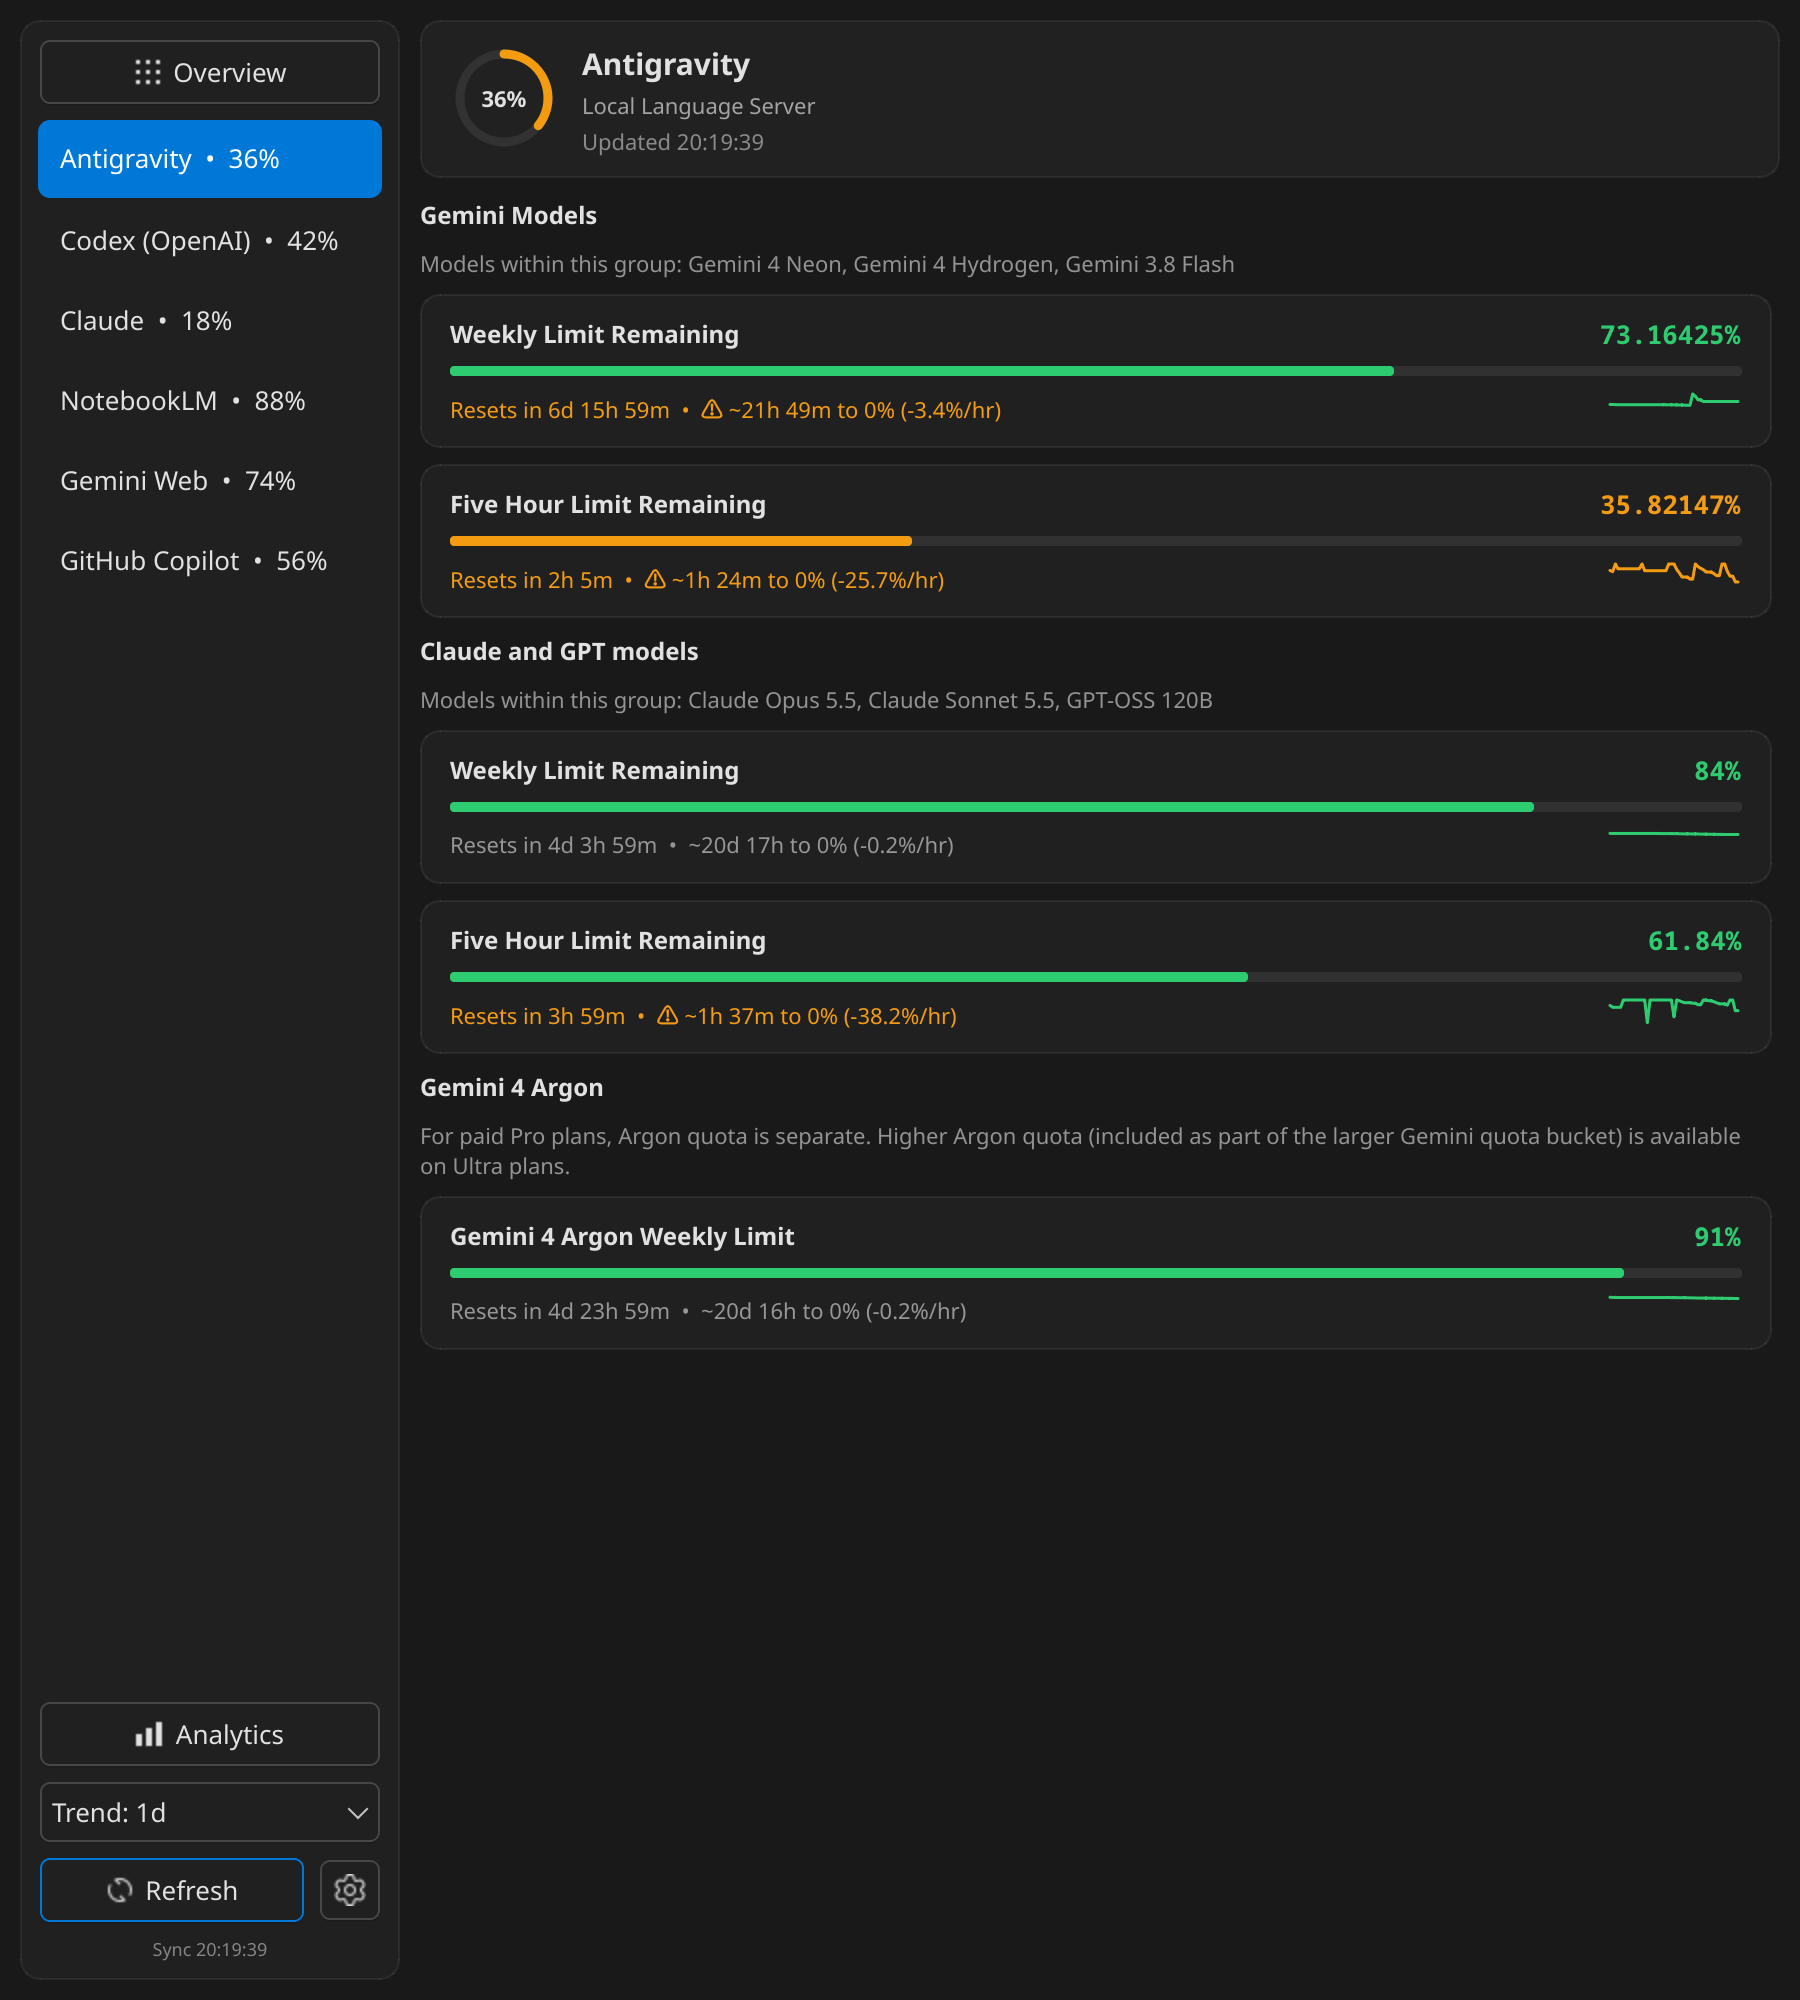 Overview
Antigravity • 36%
Codex (OpenAI) • 42%
Claude • 18%
NotebookLM • 88%
Gemini Web • 74%
GitHub Copilot • 56%
Analytics
Trend: 1d
Refresh
Sync 20:19:39
36%
Antigravity
Local Language Server
Updated 20:19:39
Gemini Models
Models within this group: Gemini 4 Neon, Gemini 4 Hydrogen, Gemini 3.8 Flash
Weekly Limit Remaining 73.16425%
Resets in 6d 15h 59m • ⚠ ~21h 49m to 0% (-3.4%/hr)
Five Hour Limit Remaining 35.82147%
Resets in 2h 5m • ⚠ ~1h 24m to 0% (-25.7%/hr)
Claude and GPT models
Models within this group: Claude Opus 5.5, Claude Sonnet 5.5, GPT-OSS 120B
Weekly Limit Remaining 84%
Resets in 4d 3h 59m • ~20d 17h to 0% (-0.2%/hr)
Five Hour Limit Remaining 61.84%
Resets in 3h 59m • ⚠ ~1h 37m to 0% (-38.2%/hr)
Gemini 4 Argon
For paid Pro plans, Argon quota is separate. Higher Argon quota (included as part of the larger Gemini quota bucket) is available
on Ultra plans.
Gemini 4 Argon Weekly Limit 91%
Resets in 4d 23h 59m • ~20d 16h to 0% (-0.2%/hr)